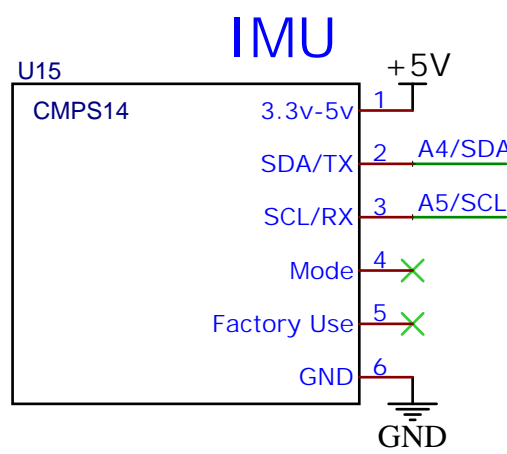 IMU
U15
+5V
CMPS14
3.3v-5v 1
SDA/TX 2 A4/SDA
SCL/RX 3 A5/SCL
Mode 4
Factory Use 5
GND 6
GND